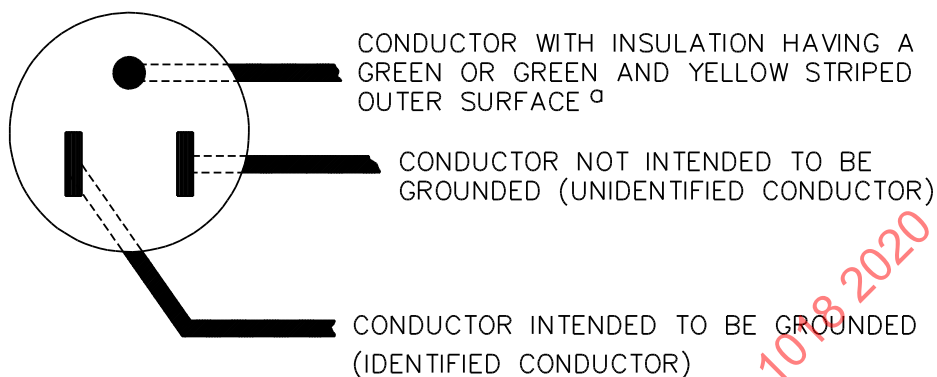 CONDUCTOR WITH INSULATION HAVING A
GREEN OR GREEN AND YELLOW STRIPED
OUTER SURFACE a
CONDUCTOR NOT INTENDED TO BE
GROUNDED (UNIDENTIFIED CONDUCTOR)
CONDUCTOR INTENDED TO BE GROUNDED
(IDENTIFIED CONDUCTOR)
1018 2020